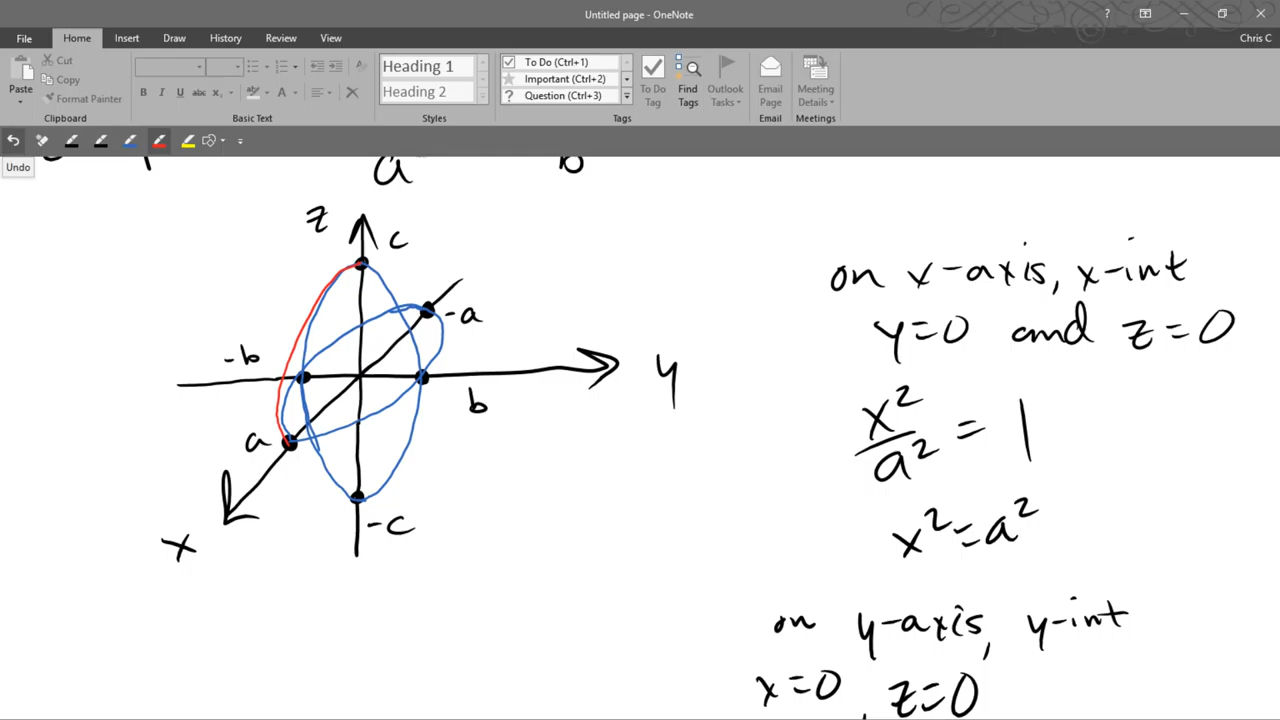 Untitled page - OneNote
?
File Home Insert Draw History Review View
Chris C
Paste
Cut
Copy
Format Painter
Clipboard
B I U abc x A
Basic Text
Heading 1
Heading 2
Styles
To Do (Ctrl+1)
Important (Ctrl+2)
? Question (Ctrl+3)
To Do Tag
Find Tags
Tags
Outlook Tasks
Email Page
Email
Meeting Details
Meetings
Undo
a b
z
c
-a
-b
b
y
a
x
-c
on x-axis, x-int
y=0 and z=0
x²/a² = 1
x²=a²
on y-axis, y-int
x=0, z=0